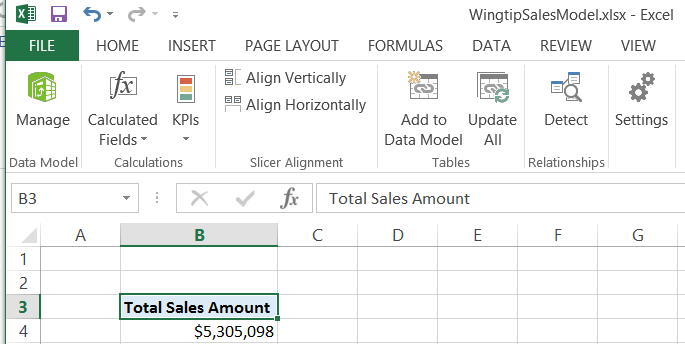 WingtipSalesModel.xlsx - Excel
FILE HOME INSERT PAGE LAYOUT FORMULAS DATA REVIEW VIEW
Manage
Calculated Fields
KPIs
Align Vertically
Align Horizontally
Add to Data Model
Update All
Detect
Settings
Data Model Calculations Slicer Alignment Tables Relationships
B3 fx Total Sales Amount
A B C D E F G
1
2
3 Total Sales Amount
4 $5,305,098